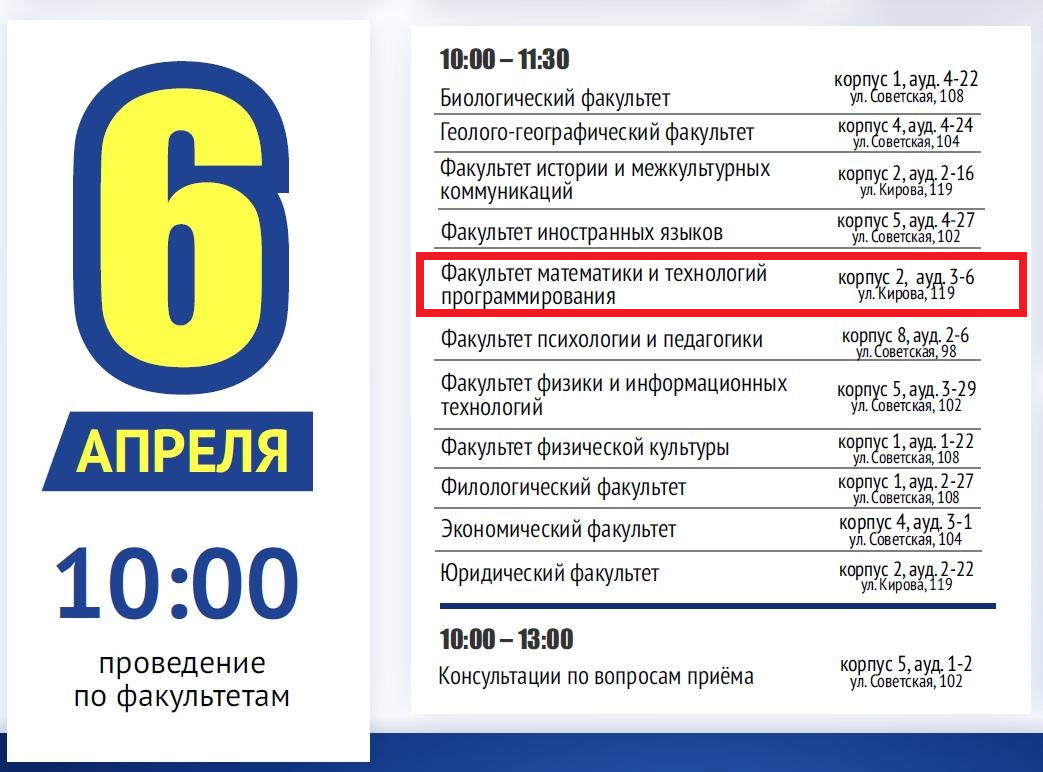 6
АПРЕЛЯ
10:00
проведение
по факультетам
10:00 – 11:30
Биологический факультет
корпус 1, ауд. 4-22
ул. Советская, 108
Геолого-географический факультет
корпус 4, ауд. 4-24
ул. Советская, 104
Факультет истории и межкультурных
коммуникаций
корпус 2, ауд. 2-16
ул. Кирова, 119
Факультет иностранных языков
корпус 5, ауд. 4-27
ул. Советская, 102
Факультет математики и технологий
программирования
корпус 2, ауд. 3-6
ул. Кирова, 119
Факультет психологии и педагогики
корпус 8, ауд. 2-6
ул. Советская, 98
Факультет физики и информационных
технологий
корпус 5, ауд. 3-29
ул. Советская, 102
Факультет физической культуры
корпус 1, ауд. 1-22
ул. Советская, 108
Филологический факультет
корпус 1, ауд. 2-27
ул. Советская, 108
Экономический факультет
корпус 4, ауд. 3-1
ул. Советская, 104
Юридический факультет
корпус 2, ауд. 2-22
ул. Кирова, 119
10:00 – 13:00
Консультации по вопросам приёма
корпус 5, ауд. 1-2
ул. Советская, 102